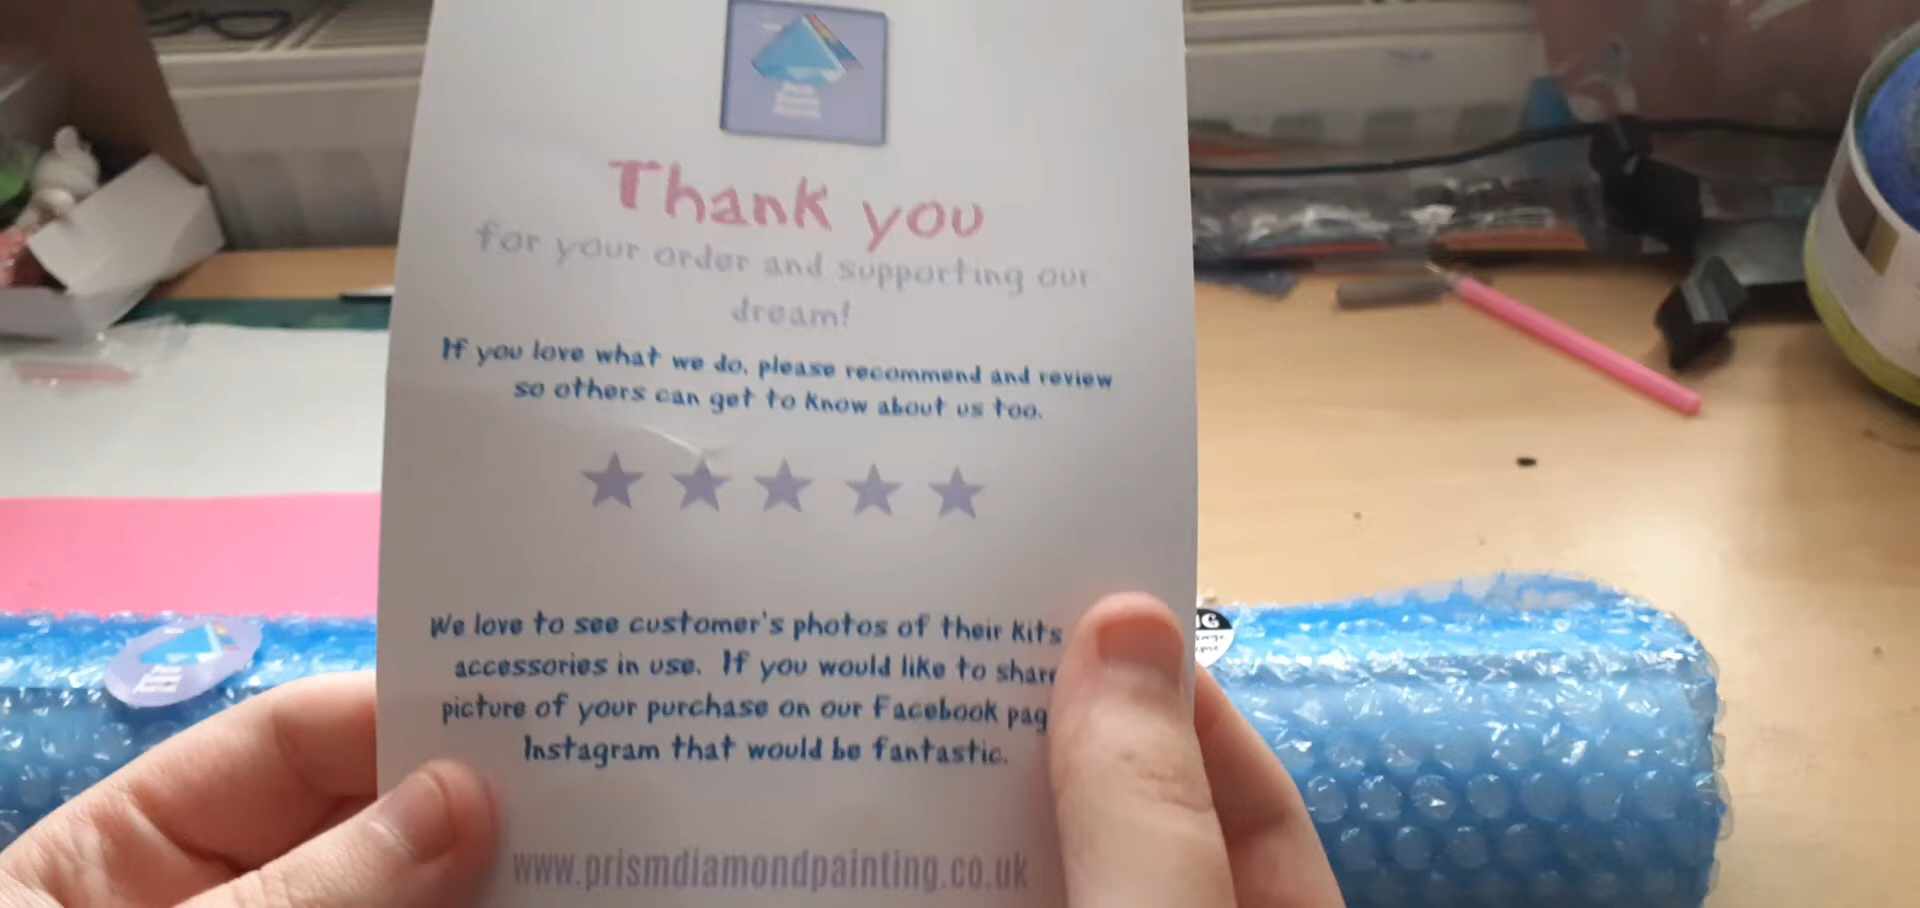 Thank you
for your order and supporting our
dream!
If you love what we do, please recommend and review
so others can get to know about us too.
We love to see customer's photos of their kits
accessories in use. If you would like to share
picture of your purchase on our Facebook pag
Instagram that would be fantastic.
www.prismdiamondpainting.co.uk